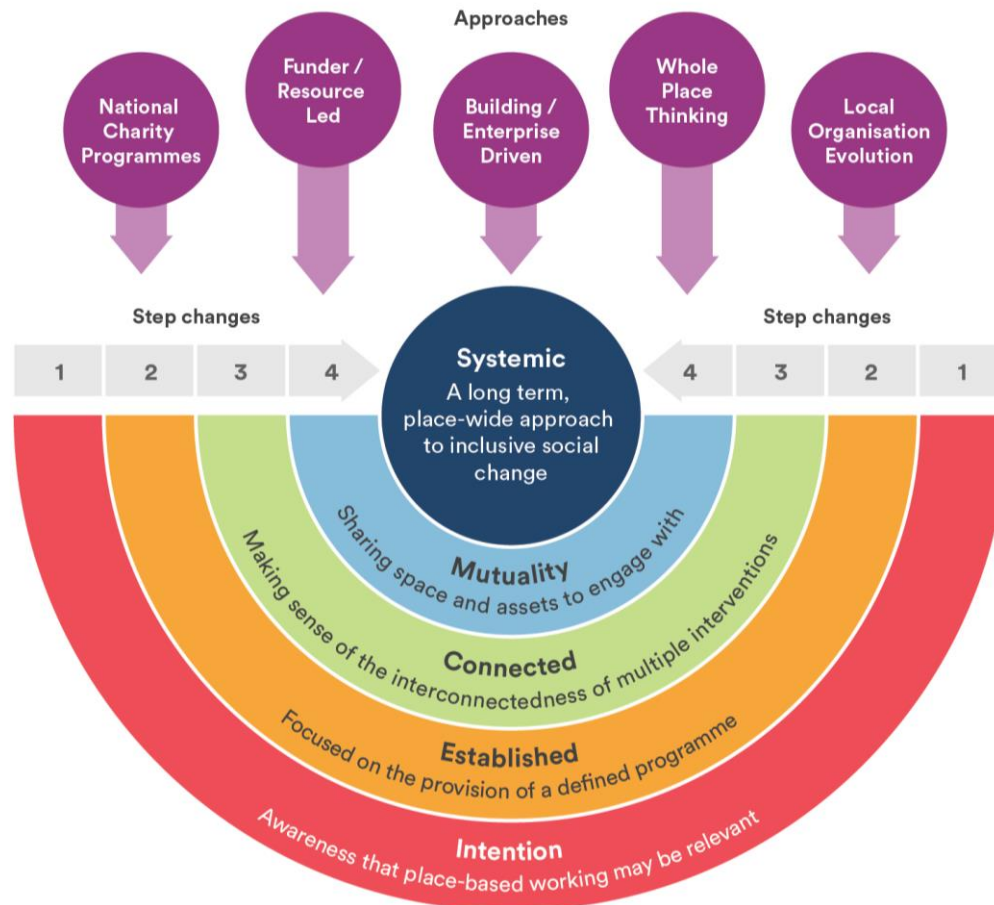 Approaches
National
Charity
Programmes
Funder /
Resource
Led
Building /
Enterprise
Driven
Whole
Place
Thinking
Local
Organisation
Evolution
Step changes
Step changes
1 2 3 4
4 3 2 1
Systemic
A long term,
place-wide approach
to inclusive social
change
Mutuality
Sharing space and assets to engage with
Connected
Making sense of the interconnectedness of multiple interventions
Established
Focused on the provision of a defined programme
Intention
Awareness that place-based working may be relevant